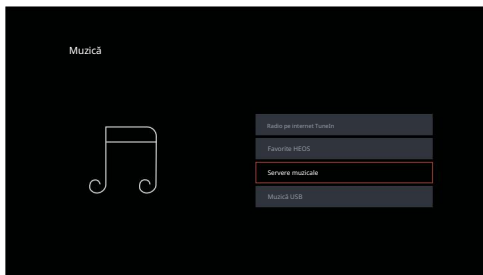 Muzică
Radio pe internet TuneIn
Favorite HEOS
Servere muzicale
Muzică USB